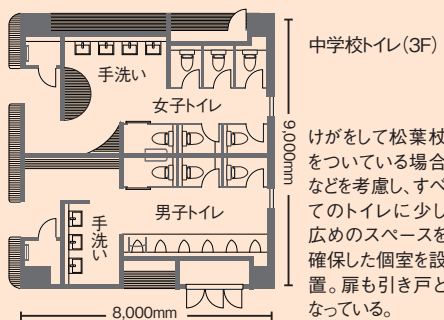 中学校トイレ(3F)
手洗い
女子トイレ
9,000mm
男子トイレ
手洗い
8,000mm
けがをして松葉杖
をついている場合
などを考慮し、すべ
てのトイレに少し
広めのスペースを
確保した個室を設
置。扉も引き戸と
なっている。